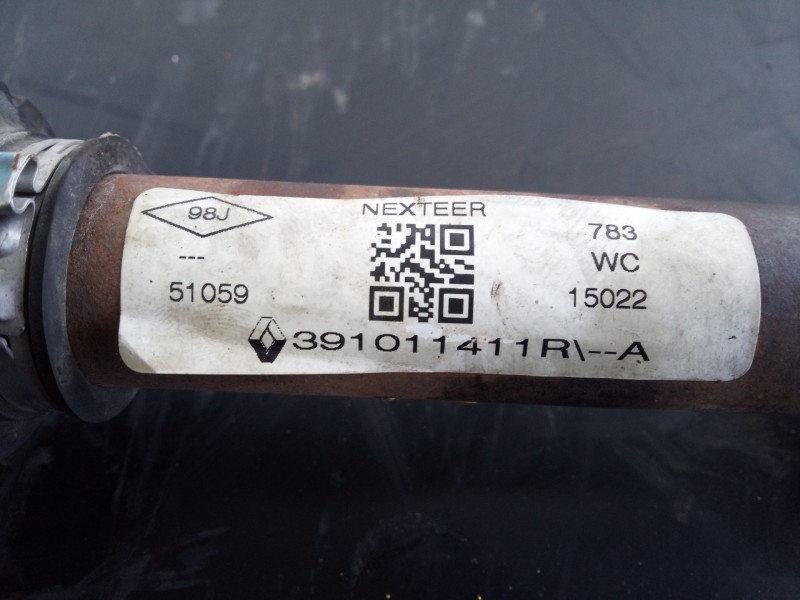 98J
NEXTEER
783
---
WC
51059
15022
391011411R\--A